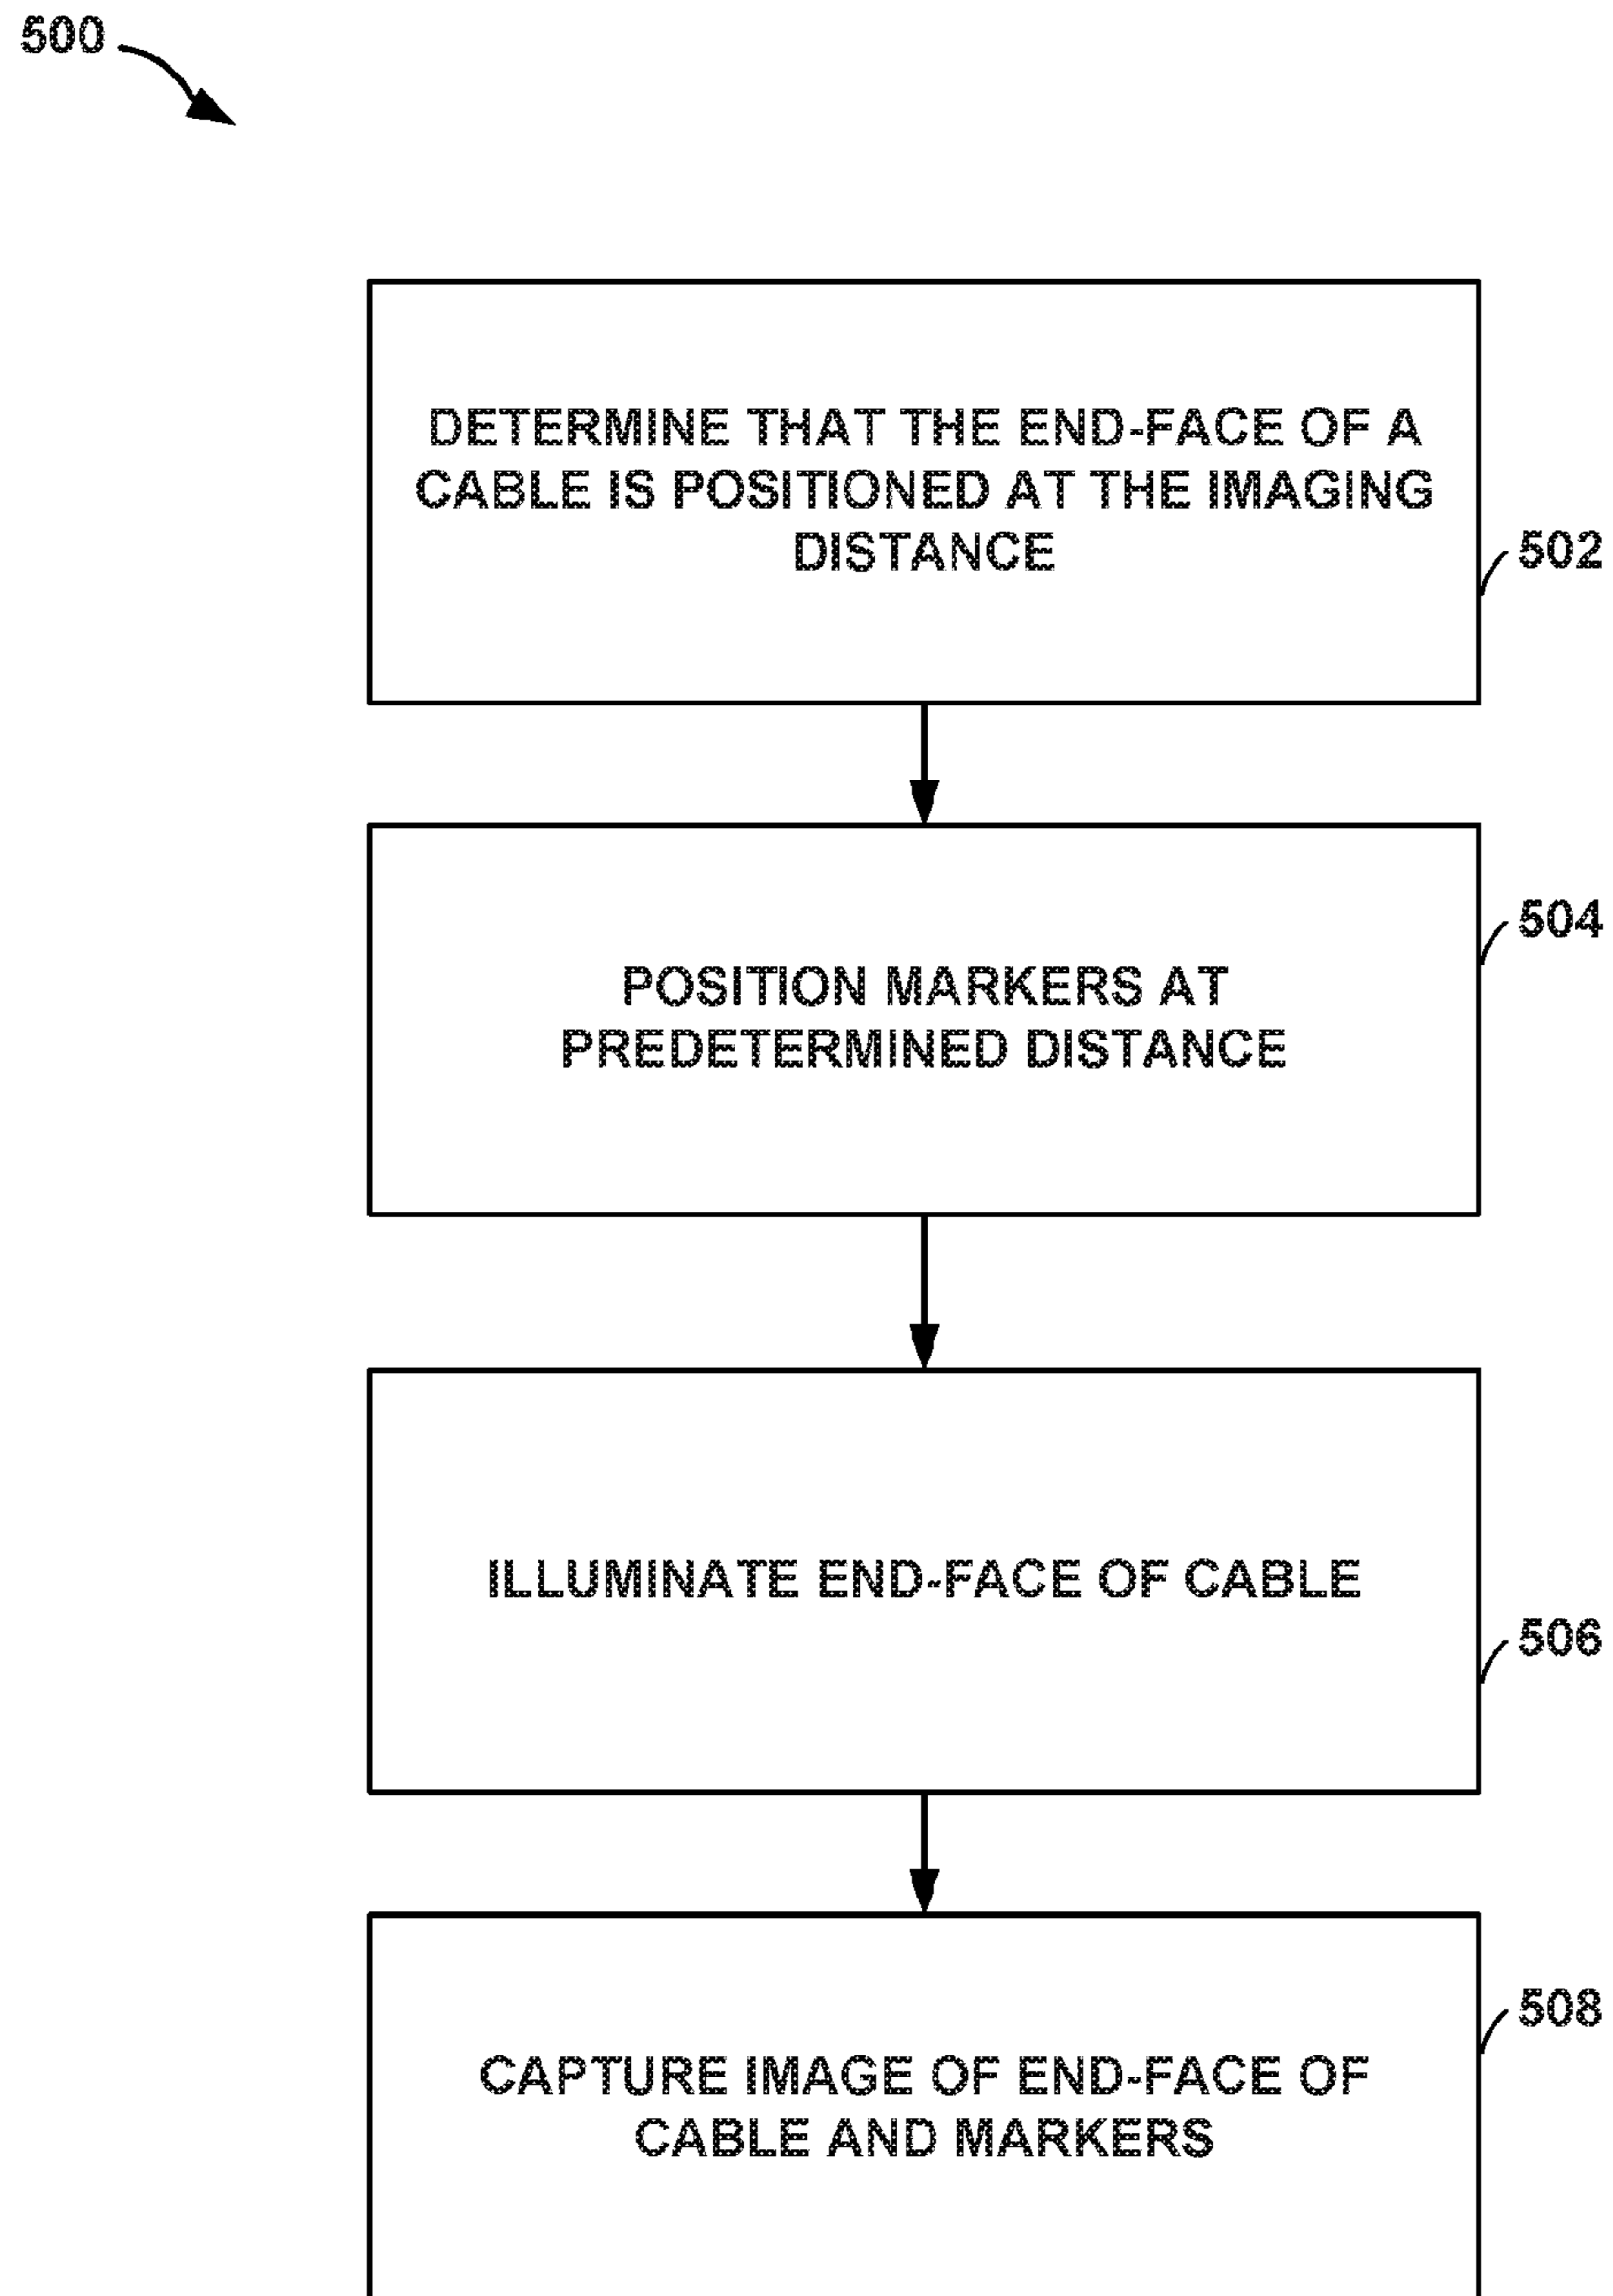 500
DETERMINE THAT THE END-FACE OF A
CABLE IS POSITIONED AT THE IMAGING
DISTANCE
502
504
POSITION MARKERS AT
PREDETERMINED DISTANCE
ILLUMINATE END-FACE OF CABLE
506
508
CAPTURE IMAGE OF END-FACE OF
CABLE AND MARKERS